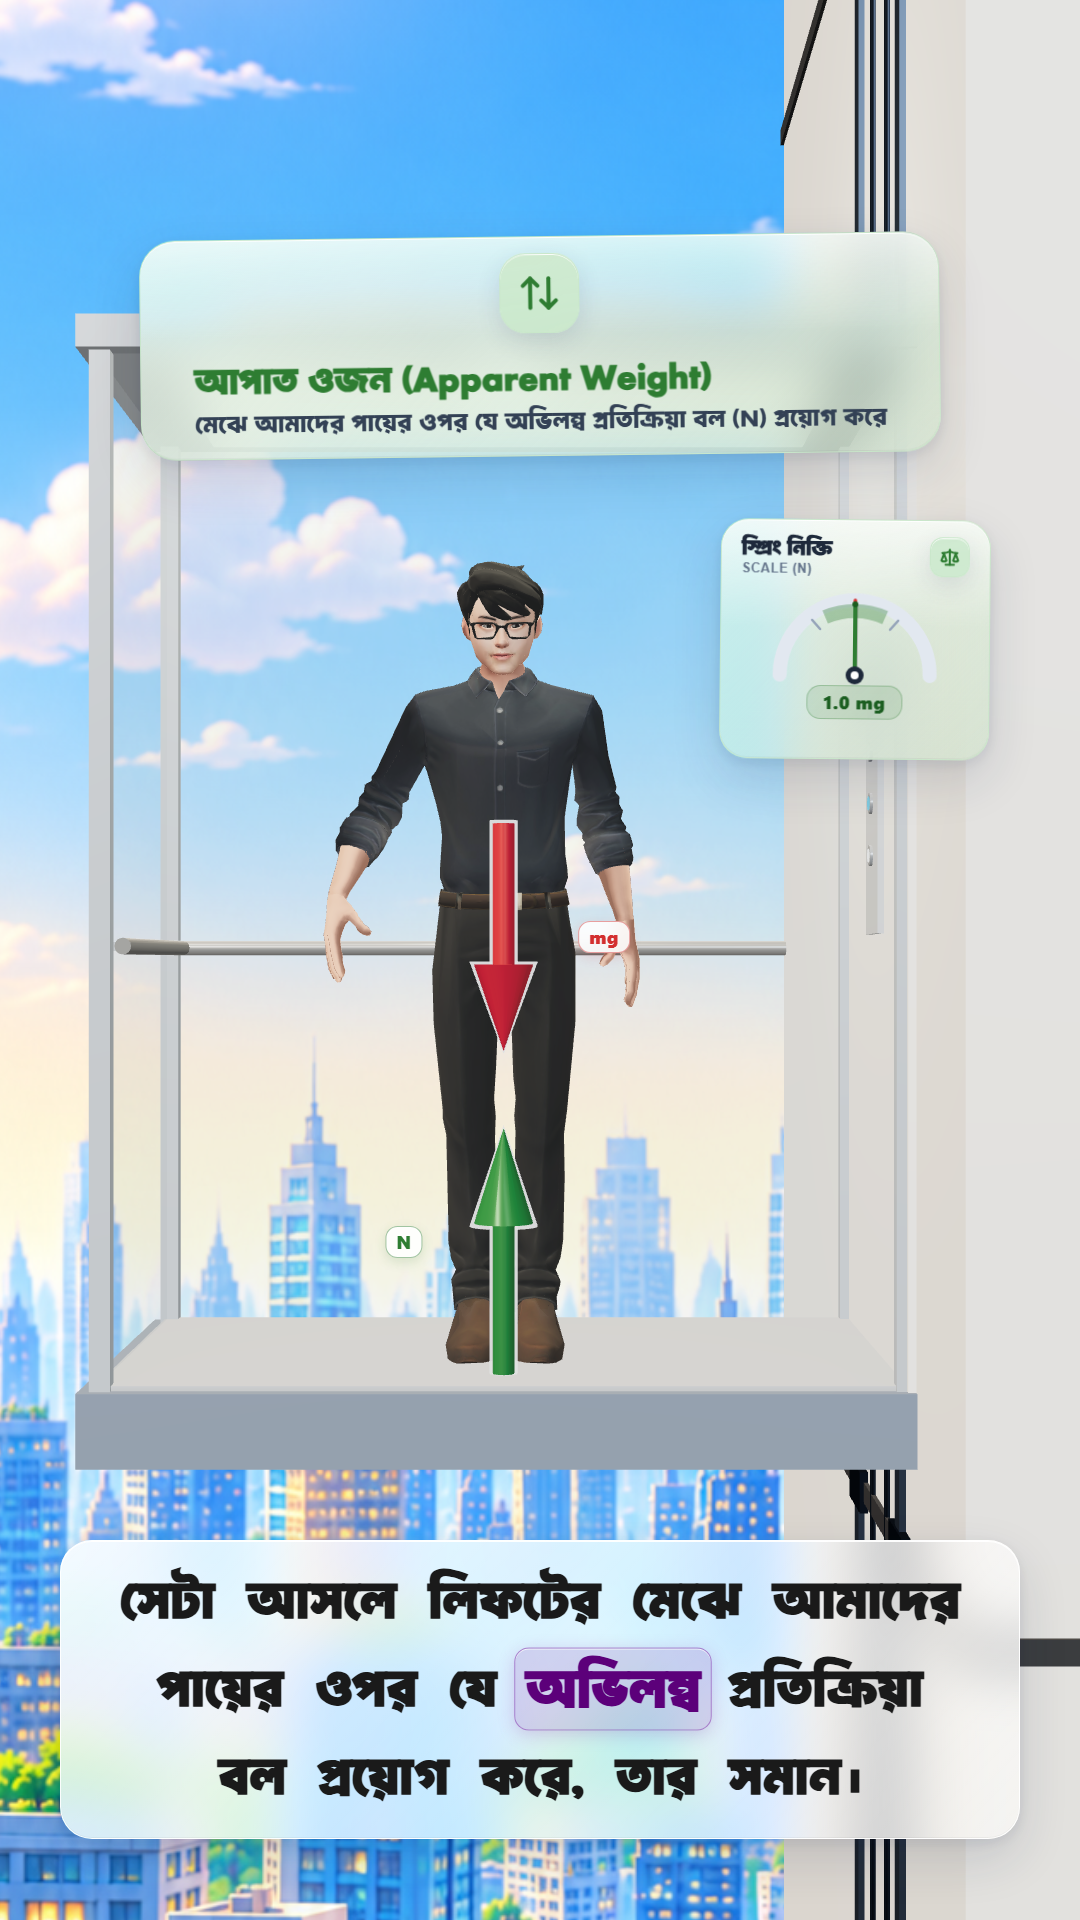 আপাত ওজন (Apparent Weight)
মেঝে আমাদের পায়ের ওপর যে অভিলম্ব প্রতিক্রিয়া বল (N) প্রয়োগ করে
স্প্রিং নিক্তি
SCALE (N)
1.0 mg
mg
N
সেটা আসলে লিফটের মেঝে আমাদের
পায়ের ওপর যে অভিলম্ব প্রতিক্রিয়া
বল প্রয়োগ করে, তার সমান।